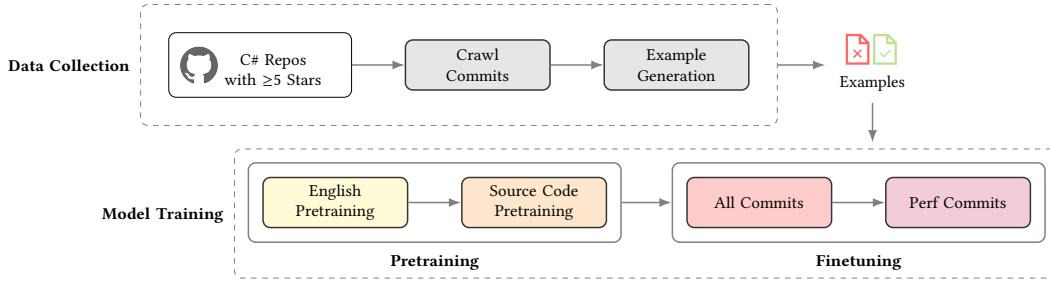 Data Collection
C# Repos
with ≥5 Stars
Crawl
Commits
Example
Generation
Examples
Model Training
English
Pretraining
Source Code
Pretraining
All Commits
Perf Commits
Pretraining
Finetuning